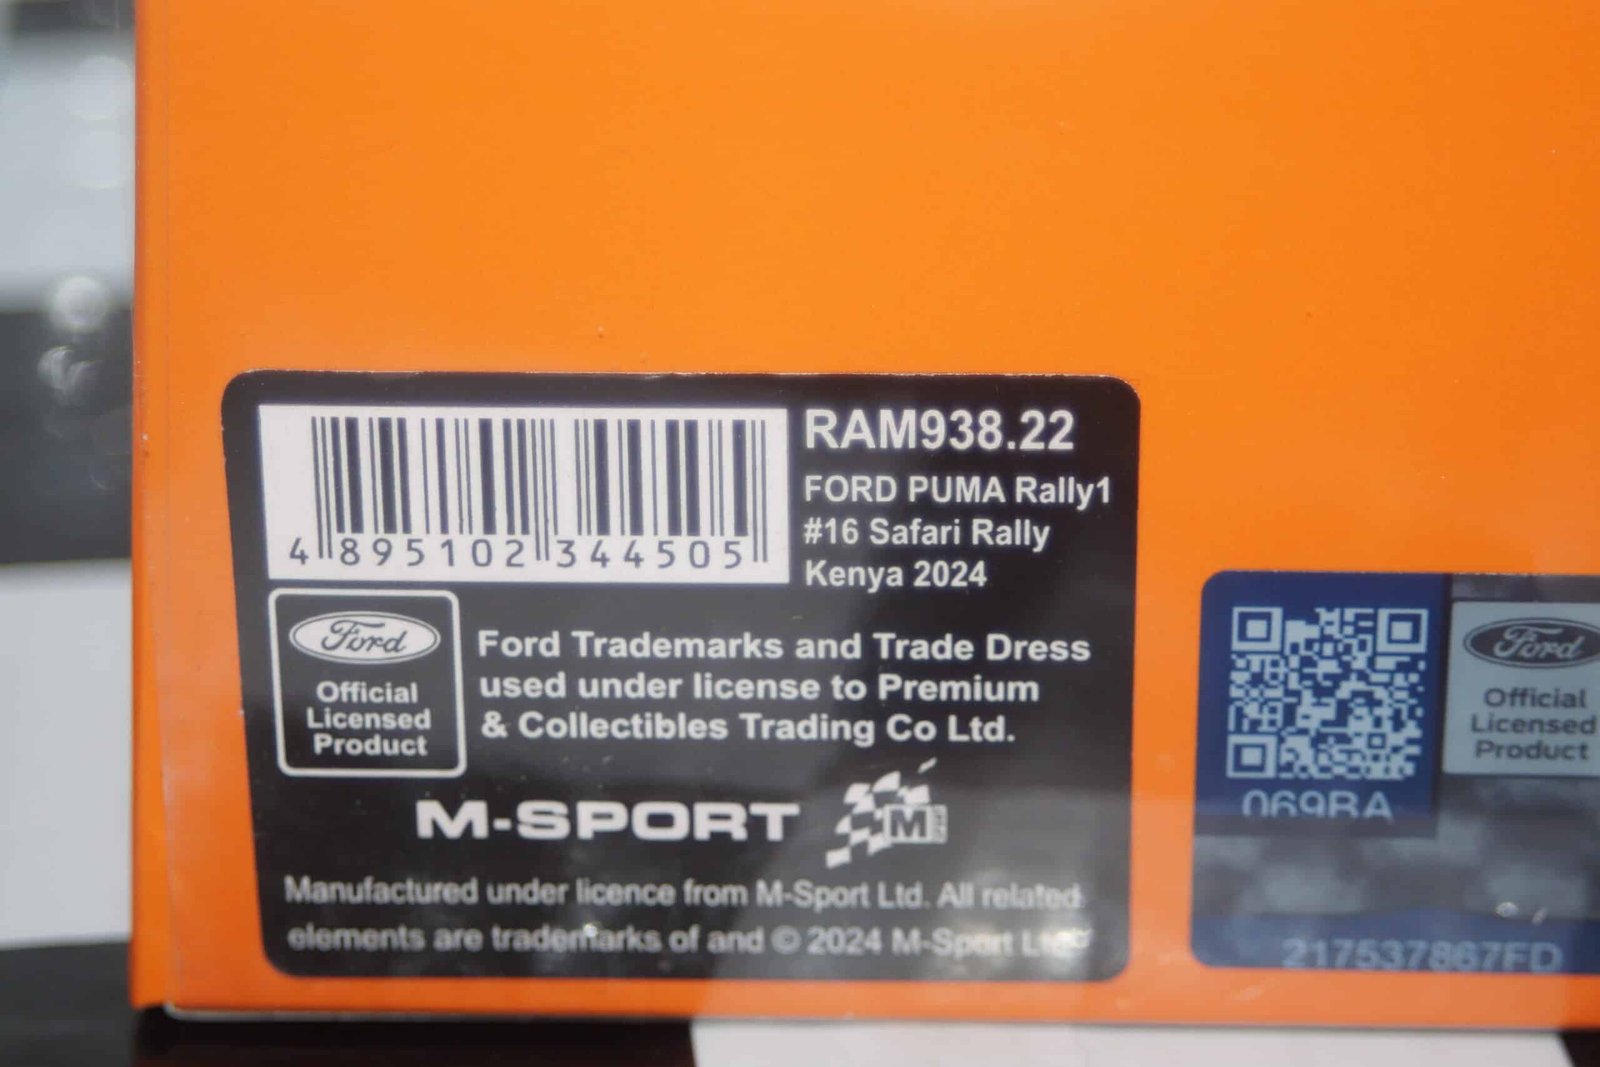 RAM938.22
FORD PUMA Rally1
#16 Safari Rally
Kenya 2024
4 895102 344505
Ford
Official
Licensed
Product
Ford Trademarks and Trade Dress
used under license to Premium
& Collectibles Trading Co Ltd.
M-SPORT
M
Manufactured under licence from M-Sport Ltd. All related
elements are trademarks of and © 2024 M-Sport Ltd
Ford
Official
Licensed
Product
069BA
217537867FD